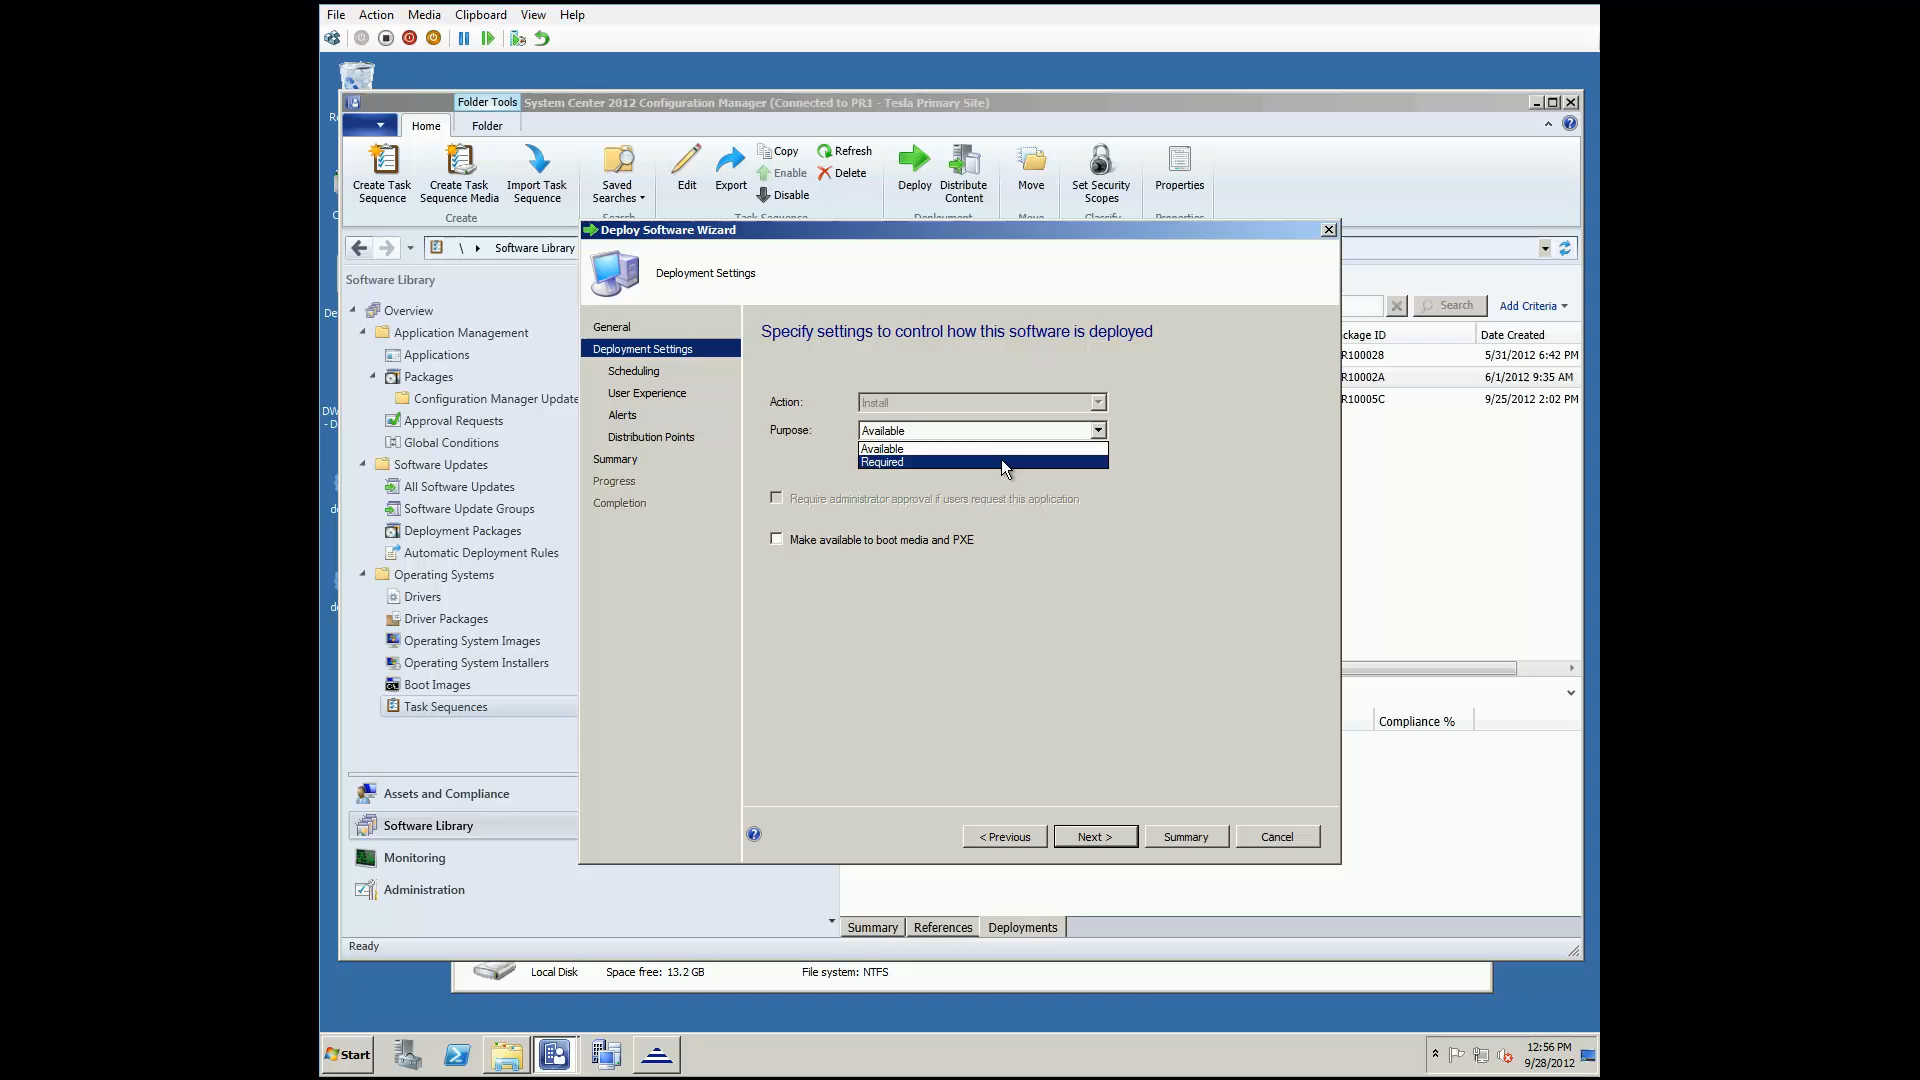 File Action Media Clipboard View Help
Folder Tools System Center 2012 Configuration Manager (Connected to PR1 - Tesla Primary Site)
Home Folder
Create Task Sequence
Create Task Sequence Media
Import Task Sequence
Saved Searches
Edit
Export
Copy
Enable
Disable
Refresh
Delete
Deploy
Distribute Content
Move
Set Security Scopes
Properties
Create Search Task Sequence Deployment Move Classify Properties
\ Software Library
Software Library
Overview
Application Management
Applications
Packages
Configuration Manager Update
Approval Requests
Global Conditions
Software Updates
All Software Updates
Software Update Groups
Deployment Packages
Automatic Deployment Rules
Operating Systems
Drivers
Driver Packages
Operating System Images
Operating System Installers
Boot Images
Task Sequences
Assets and Compliance
Software Library
Monitoring
Administration
Ready
Deploy Software Wizard
Deployment Settings
General
Deployment Settings
Scheduling
User Experience
Alerts
Distribution Points
Summary
Progress
Completion
Specify settings to control how this software is deployed
Action: Install
Purpose: Available
Available
Required
Require administrator approval if users request this application
Make available to boot media and PXE
< Previous Next > Summary Cancel
Search Add Criteria
ckage ID Date Created
R100028 5/31/2012 6:42 PM
R10002A 6/1/2012 9:35 AM
R10005C 9/25/2012 2:02 PM
Compliance %
Summary References Deployments
Local Disk Space free: 13.2 GB File system: NTFS
Start
12:56 PM
9/28/2012